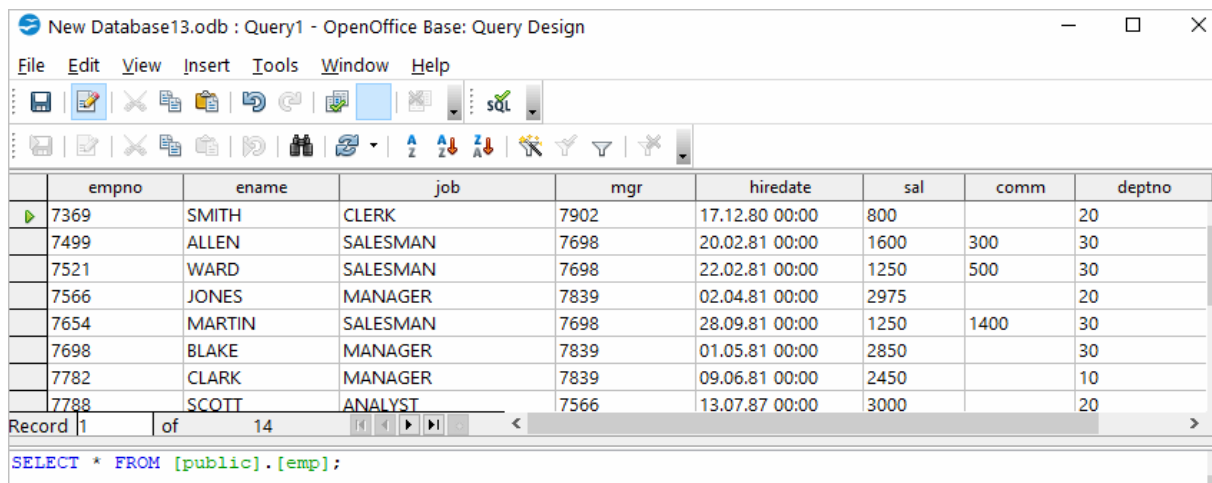 New Database13.odb : Query1 - OpenOffice Base: Query Design
File Edit View Insert Tools Window Help
SQL
empno ename job mgr hiredate sal comm deptno
7369 SMITH CLERK 7902 17.12.80 00:00 800 20
7499 ALLEN SALESMAN 7698 20.02.81 00:00 1600 300 30
7521 WARD SALESMAN 7698 22.02.81 00:00 1250 500 30
7566 JONES MANAGER 7839 02.04.81 00:00 2975 20
7654 MARTIN SALESMAN 7698 28.09.81 00:00 1250 1400 30
7698 BLAKE MANAGER 7839 01.05.81 00:00 2850 30
7782 CLARK MANAGER 7839 09.06.81 00:00 2450 10
7788 SCOTT ANALYST 7566 13.07.87 00:00 3000 20
Record 1 of 14
SELECT * FROM [public].[emp];